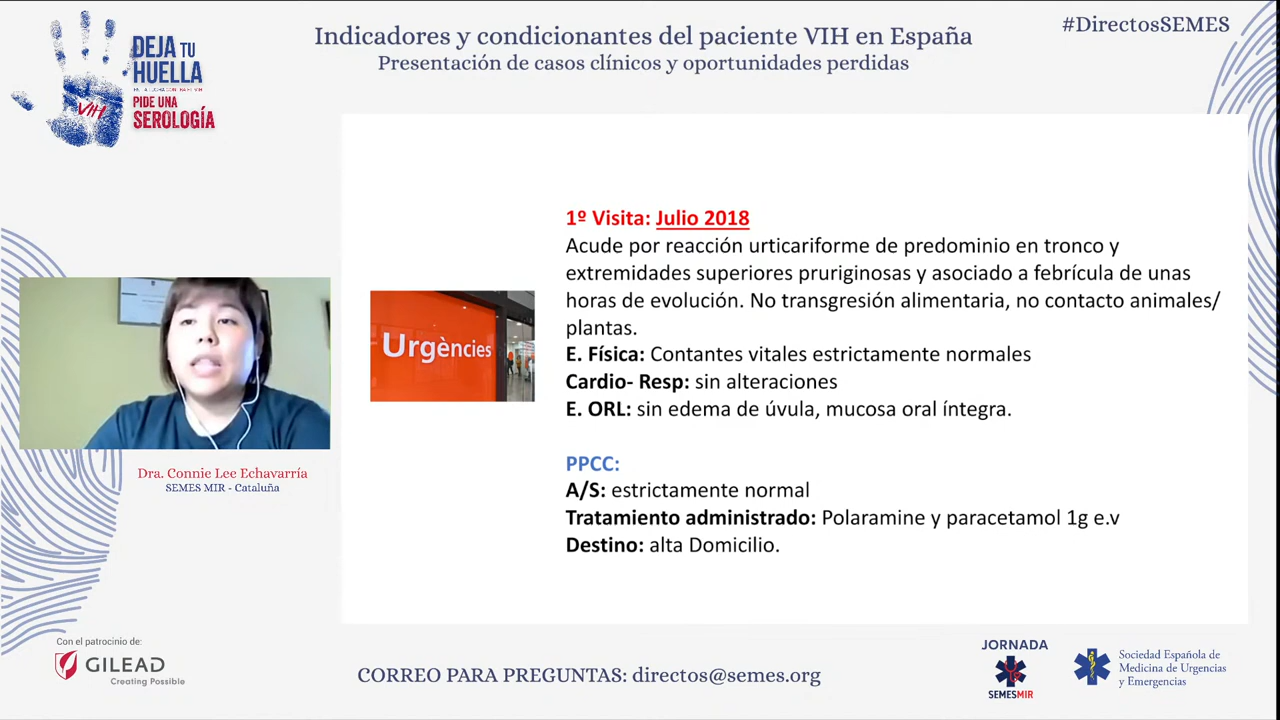 DEJA TU
HUELLA
VIH
PIDE UNA
SEROLOGÍA
Indicadores y condicionantes del paciente VIH en España
Presentación de casos clínicos y oportunidades perdidas
#DirectosSEMES
1º Visita: Julio 2018
Acude por reacción urticariforme de predominio en tronco y
extremidades superiores pruriginosas y asociado a febrícula de unas
horas de evolución. No transgresión alimentaria, no contacto animales/
plantas.
E. Física: Contantes vitales estrictamente normales
Cardio- Resp: sin alteraciones
E. ORL: sin edema de úvula, mucosa oral íntegra.
Urgències
PPCC:
A/S: estrictamente normal
Tratamiento administrado: Polaramine y paracetamol 1g e.v
Destino: alta Domicilio.
Dra. Connie Lee Echavarría
SEMES MIR - Cataluña
Con el patrocinio de:
GILEAD
Creating Possible
CORREO PARA PREGUNTAS: directos@semes.org
JORNADA
SEMESMIR
Sociedad Española de
Medicina de Urgencias
y Emergencias